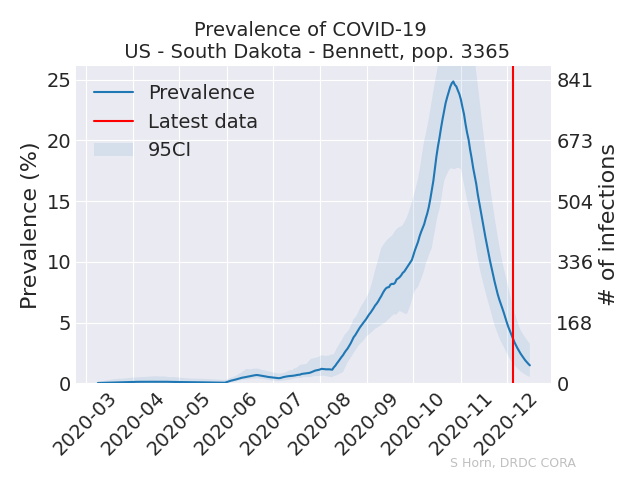 Prevalence of COVID-19
US - South Dakota - Bennett, pop. 3365
Prevalence
Latest data
95CI
Prevalence (%)
25
20
15
10
5
0
841
673
504
336
168
0
# of infections
2020-03
2020-04
2020-05
2020-06
2020-07
2020-08
2020-09
2020-10
2020-11
2020-12
S Horn, DRDC CORA